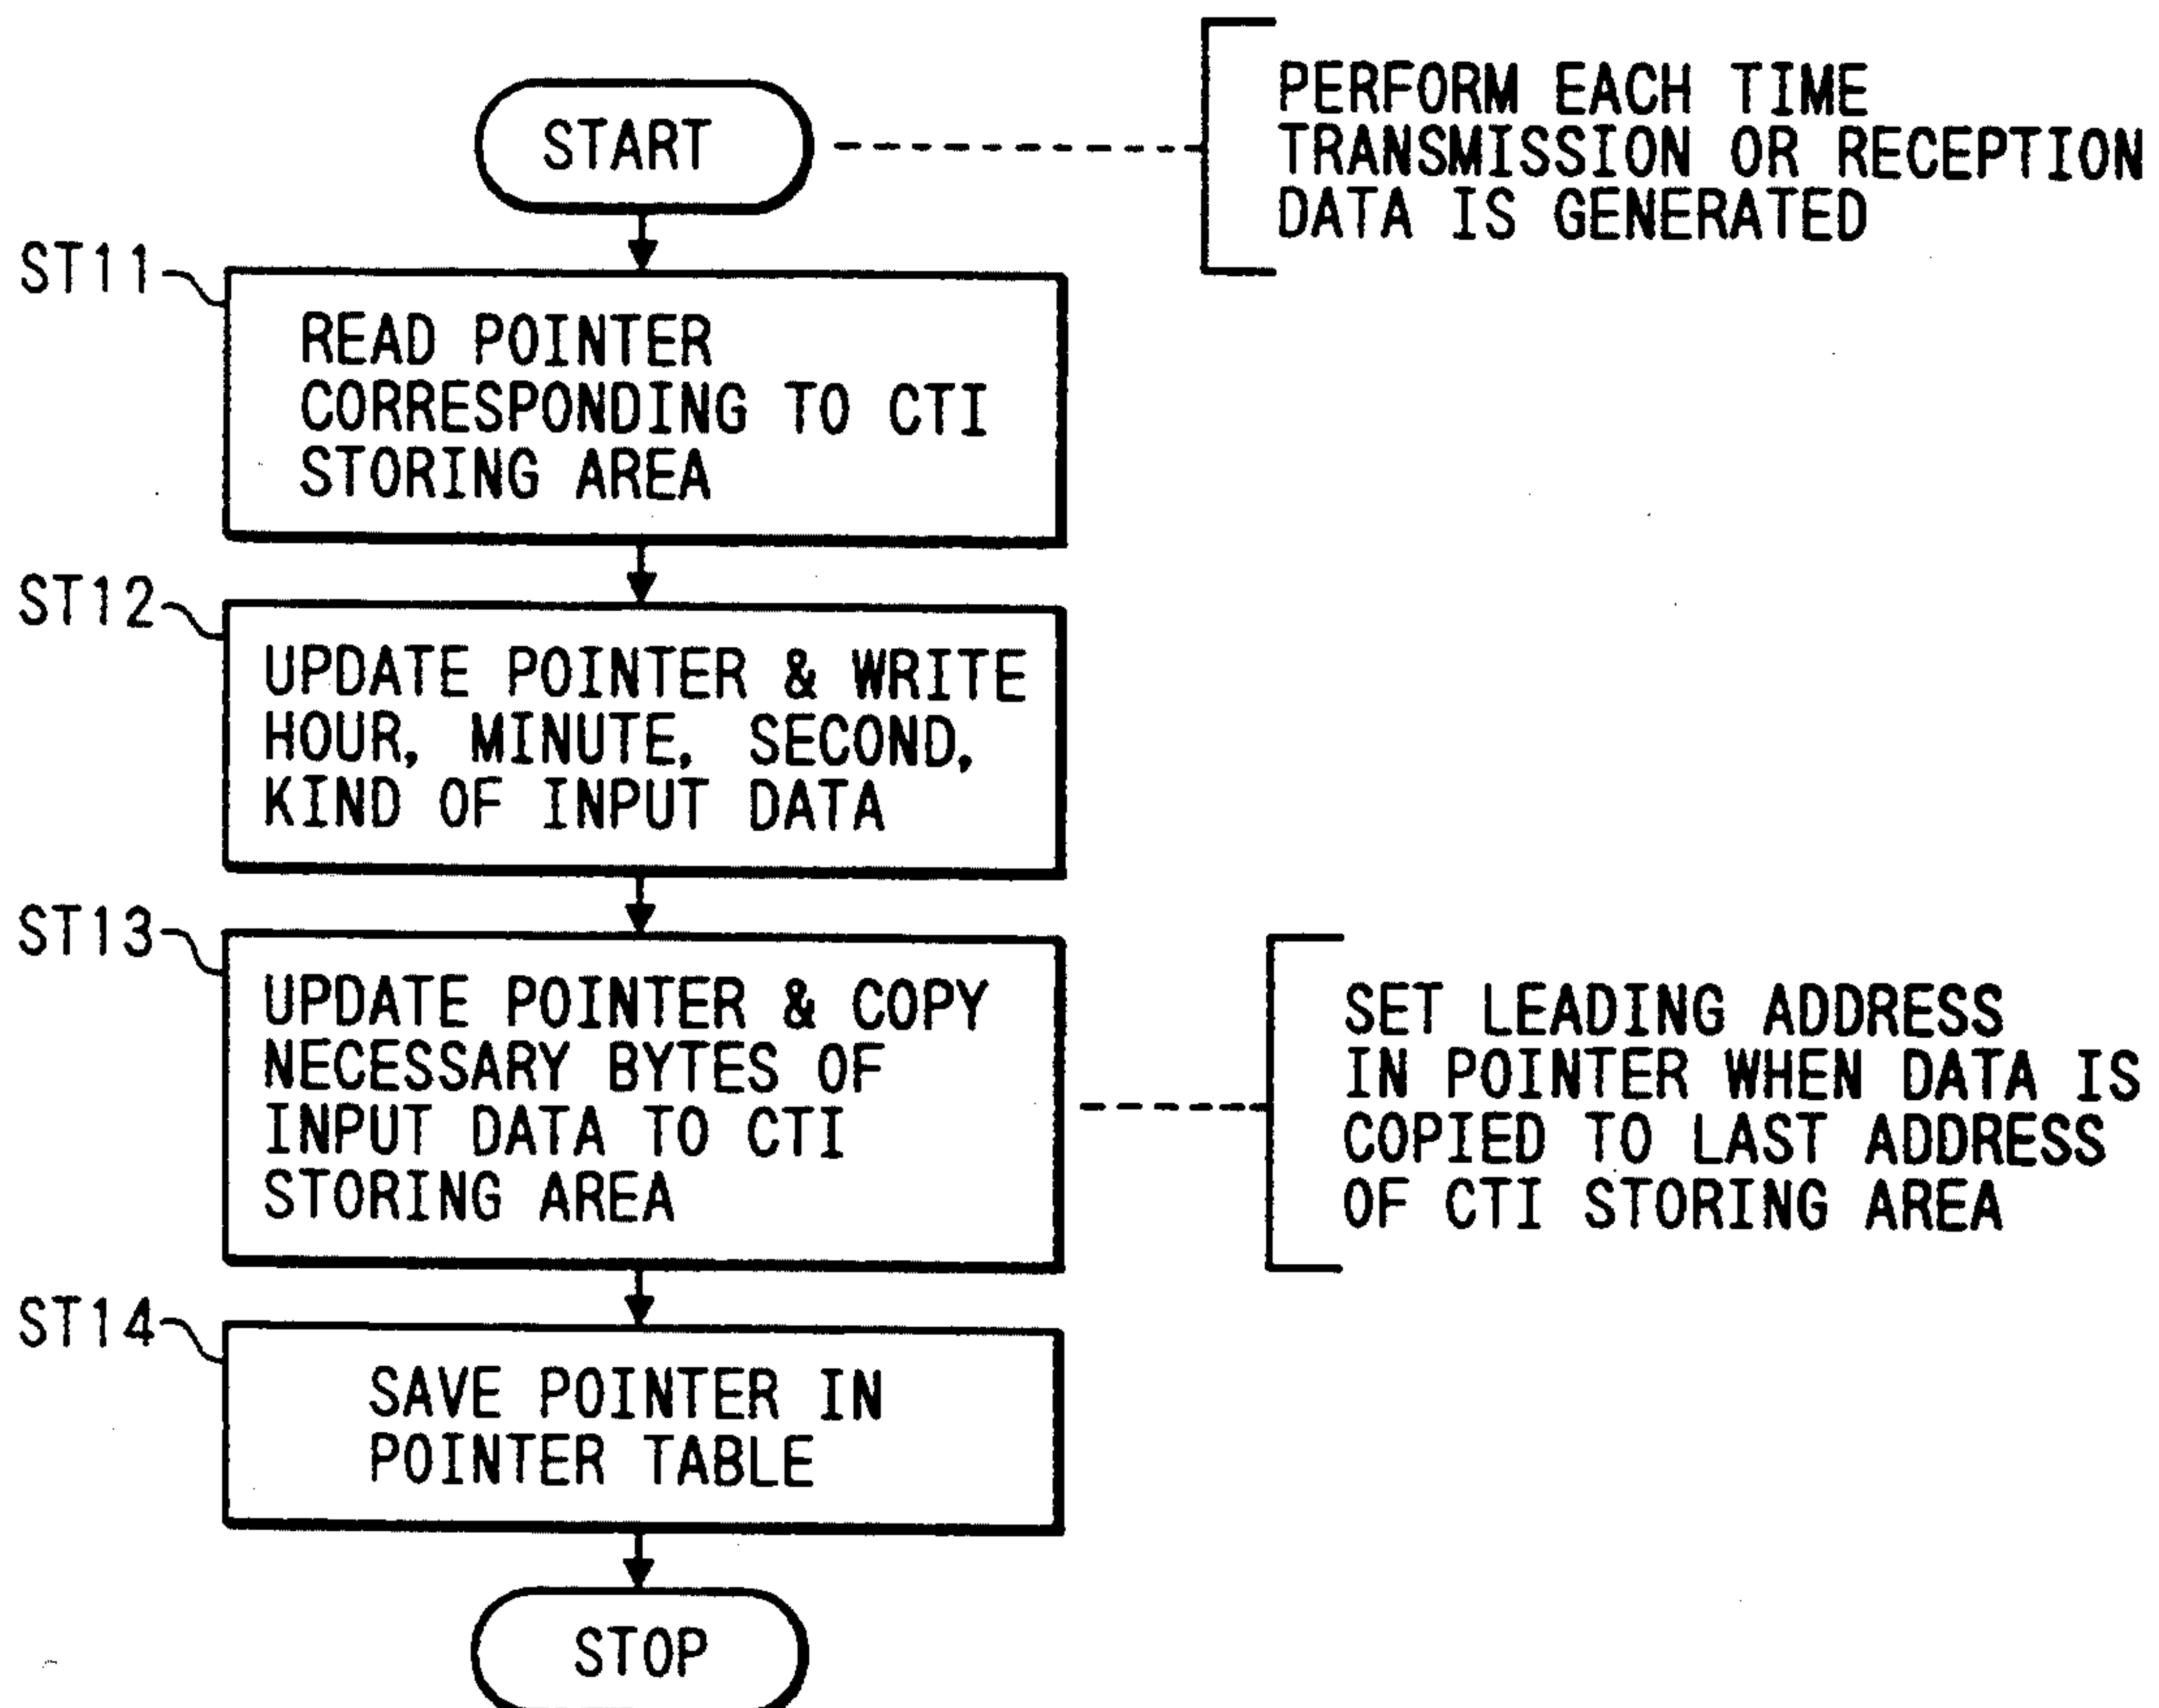 START
PERFORM EACH TIME
TRANSMISSION OR RECEPTION
DATA IS GENERATED
ST11
READ POINTER
CORRESPONDING TO CTI
STORING AREA
ST12
UPDATE POINTER & WRITE
HOUR, MINUTE, SECOND,
KIND OF INPUT DATA
ST13
UPDATE POINTER & COPY
NECESSARY BYTES OF
INPUT DATA TO CTI
STORING AREA
SET LEADING ADDRESS
IN POINTER WHEN DATA IS
COPIED TO LAST ADDRESS
OF CTI STORING AREA
ST14
SAVE POINTER IN
POINTER TABLE
STOP